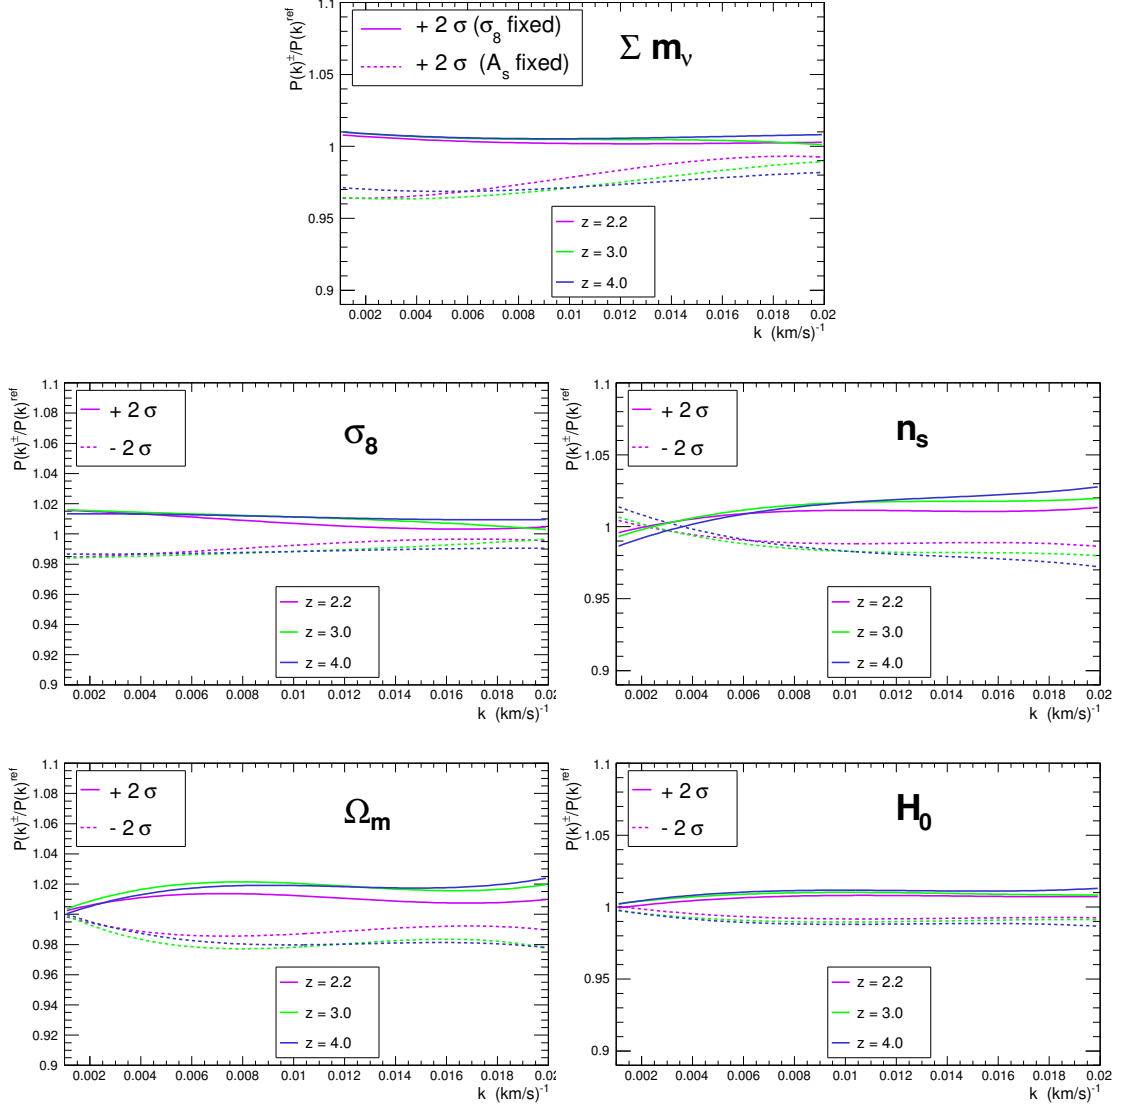 P(k)±/P(k)ref
1.1
1.05
1
0.95
0.9
+ 2 σ (σ8 fixed)
+ 2 σ (As fixed)
Σ mν
z = 2.2
z = 3.0
z = 4.0
0.002 0.004 0.006 0.008 0.01 0.012 0.014 0.016 0.018 0.02
k (km/s)-1
P(k)±/P(k)ref
1.1
1.08
1.06
1.04
1.02
1
0.98
0.96
0.94
0.92
0.9
+ 2 σ
- 2 σ
σ8
z = 2.2
z = 3.0
z = 4.0
0.002 0.004 0.006 0.008 0.01 0.012 0.014 0.016 0.018 0.02
k (km/s)-1
P(k)±/P(k)ref
1.1
1.05
1
0.95
0.9
+ 2 σ
- 2 σ
ns
z = 2.2
z = 3.0
z = 4.0
0.002 0.004 0.006 0.008 0.01 0.012 0.014 0.016 0.018 0.02
k (km/s)-1
P(k)±/P(k)ref
1.1
1.08
1.06
1.04
1.02
1
0.98
0.96
0.94
0.92
0.9
+ 2 σ
- 2 σ
Ωm
z = 2.2
z = 3.0
z = 4.0
0.002 0.004 0.006 0.008 0.01 0.012 0.014 0.016 0.018 0.02
k (km/s)-1
P(k)±/P(k)ref
1.1
1.05
1
0.95
0.9
+ 2 σ
- 2 σ
H0
z = 2.2
z = 3.0
z = 4.0
0.002 0.004 0.006 0.008 0.01 0.012 0.014 0.016 0.018 0.02
k (km/s)-1